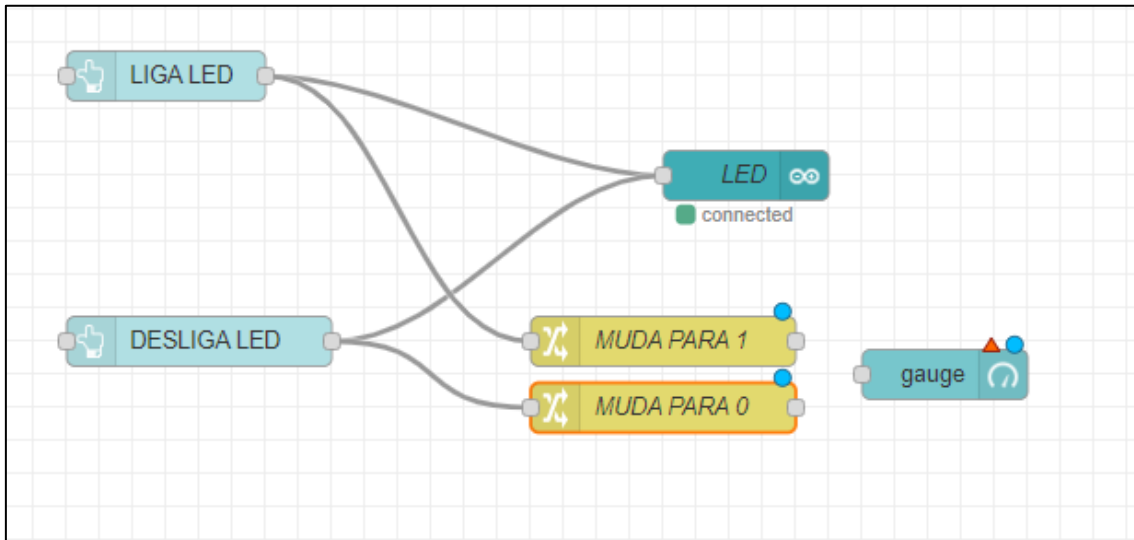 LIGA LED
LED
connected
DESLIGA LED
MUDA PARA 1
gauge
MUDA PARA 0